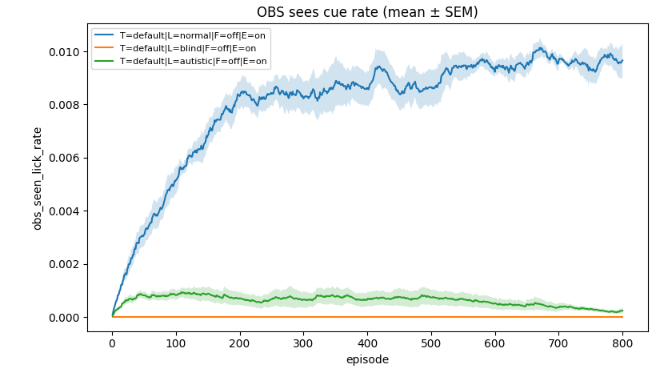 OBS sees cue rate (mean ± SEM)
T=default|L=normal|F=off|E=on
T=default|L=blind|F=off|E=on
T=default|L=autistic|F=off|E=on
obs_seen_lick_rate
0.010
0.008
0.006
0.004
0.002
0.000
0 100 200 300 400 500 600 700 800
episode